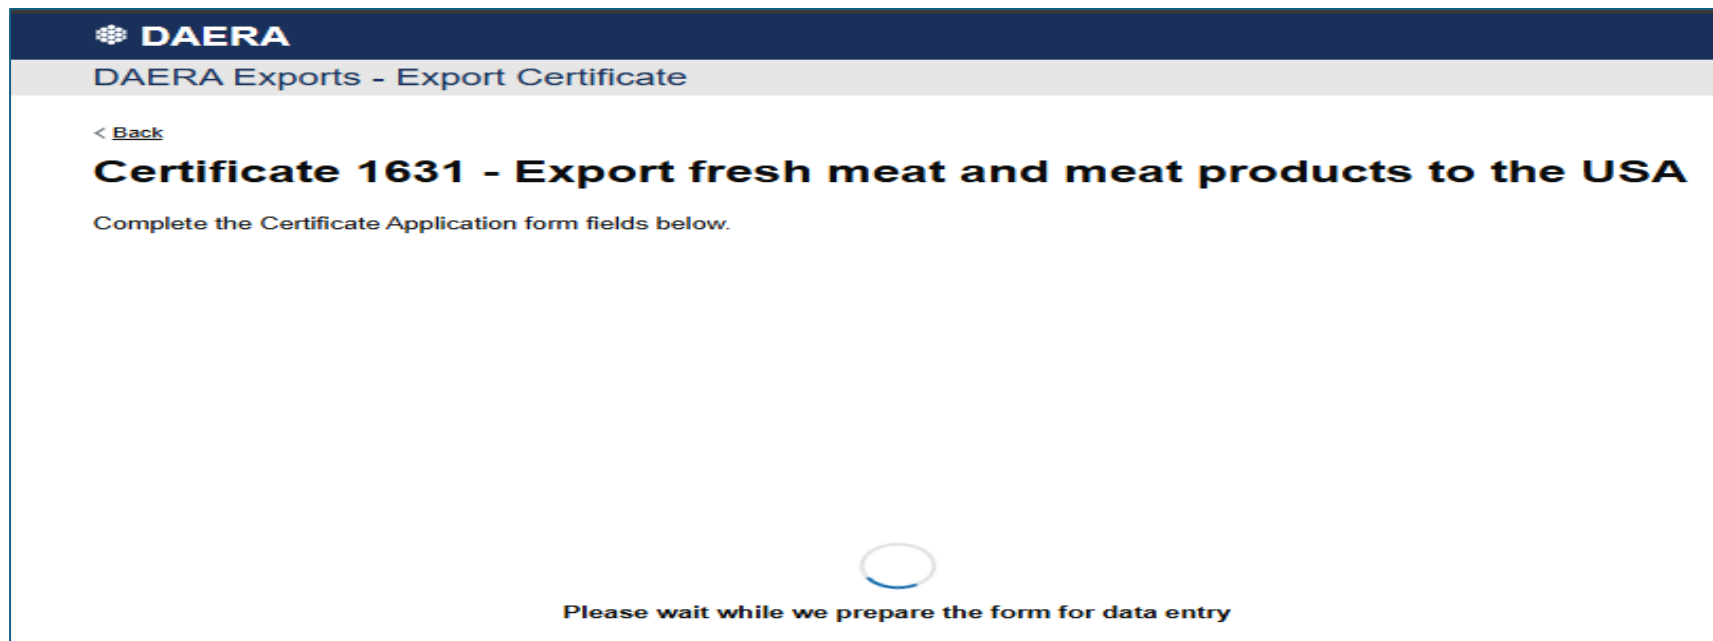 DAERA
DAERA Exports - Export Certificate
< Back
Certificate 1631 - Export fresh meat and meat products to the USA
Complete the Certificate Application form fields below.
Please wait while we prepare the form for data entry